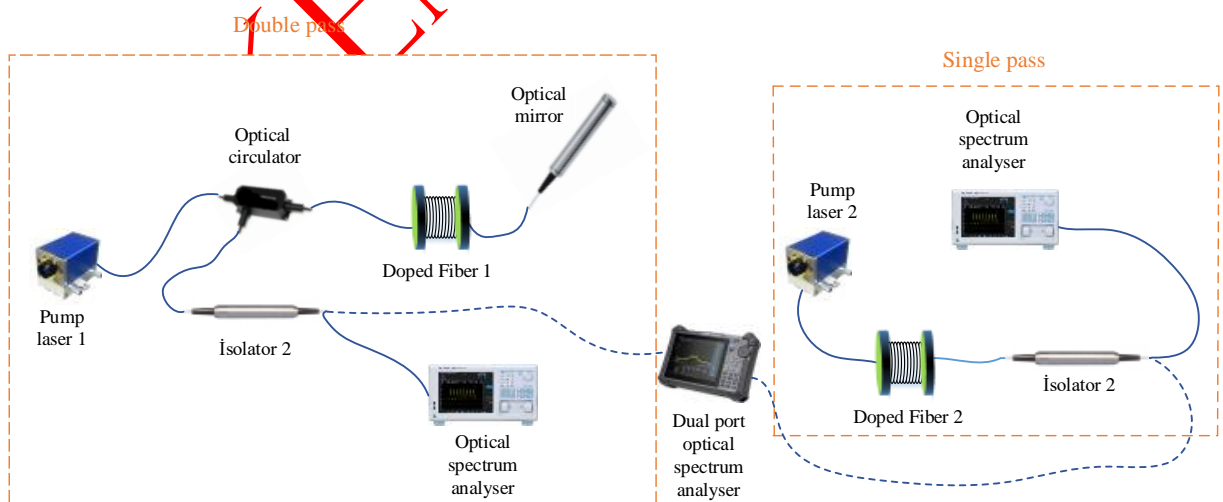 Double pass
Single pass
Optical
mirror
Optical
circulator
Doped Fiber 1
Pump
laser 1
İsolator 2
Optical
spectrum
analyser
Dual port
optical
spectrum
analyser
Optical
spectrum
analyser
Pump
laser 2
Doped Fiber 2
İsolator 2